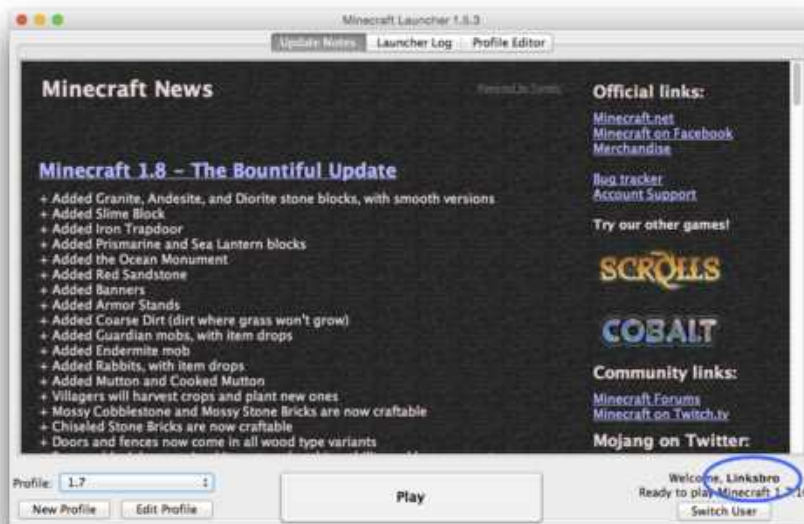 Minecraft Launcher 1.5.3
Update Notes Launcher Log Profile Editor
Minecraft News
Powered by Tumblr
Minecraft 1.8 – The Bountiful Update
+ Added Granite, Andesite, and Diorite stone blocks, with smooth versions
+ Added Slime Block
+ Added Iron Trapdoor
+ Added Prismarine and Sea Lantern blocks
+ Added the Ocean Monument
+ Added Red Sandstone
+ Added Banners
+ Added Armor Stands
+ Added Coarse Dirt (dirt where grass won't grow)
+ Added Guardian mobs, with item drops
+ Added Endermite mob
+ Added Rabbits, with item drops
+ Added Mutton and Cooked Mutton
+ Villagers will harvest crops and plant new ones
+ Mossy Cobblestone and Mossy Stone Bricks are now craftable
+ Chiseled Stone Bricks are now craftable
+ Doors and fences now come in all wood type variants
Official links:
Minecraft.net
Minecraft on Facebook
Merchandise
Bug tracker
Account Support
Try our other games!
SCROLLS
COBALT
Community links:
Minecraft Forums
Minecraft on Twitch.tv
Mojang on Twitter:
Profile: 1.7
New Profile Edit Profile
Play
Welcome, Linksbro
Ready to play Minecraft 1.7.10
Switch User